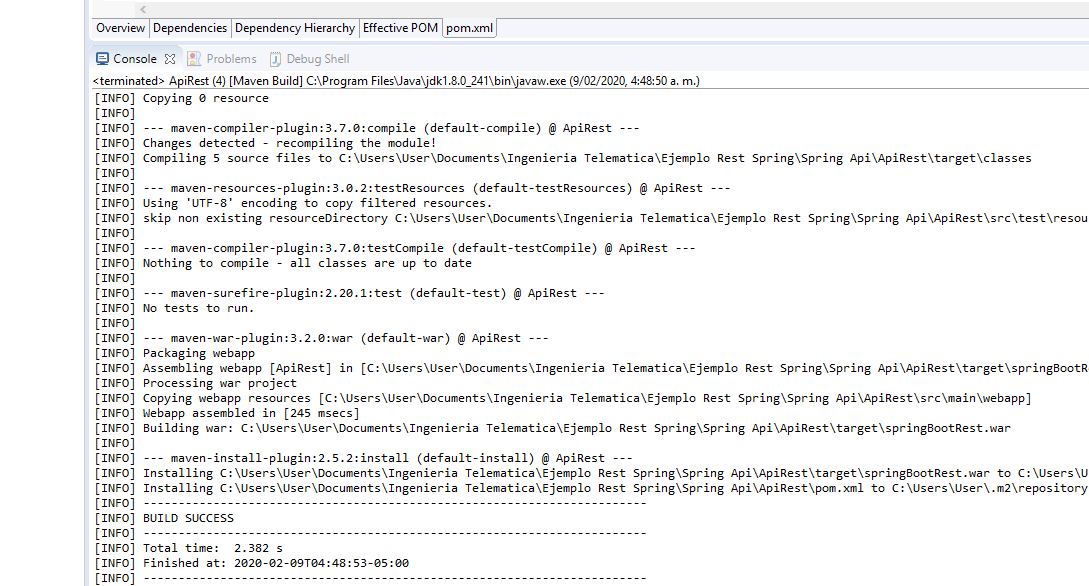 Overview Dependencies Dependency Hierarchy Effective POM pom.xml
Console Problems Debug Shell
<terminated> ApiRest (4) [Maven Build] C:\Program Files\Java\jdk1.8.0_241\bin\javaw.exe (9/02/2020, 4:48:50 a. m.)
[INFO] Copying 0 resource
[INFO]
[INFO] --- maven-compiler-plugin:3.7.0:compile (default-compile) @ ApiRest ---
[INFO] Changes detected - recompiling the module!
[INFO] Compiling 5 source files to C:\Users\User\Documents\Ingenieria Telematica\Ejemplo Rest Spring\Spring Api\ApiRest\target\classes
[INFO]
[INFO] --- maven-resources-plugin:3.0.2:testResources (default-testResources) @ ApiRest ---
[INFO] Using 'UTF-8' encoding to copy filtered resources.
[INFO] skip non existing resourceDirectory C:\Users\User\Documents\Ingenieria Telematica\Ejemplo Rest Spring\Spring Api\ApiRest\src\test\resou
[INFO]
[INFO] --- maven-compiler-plugin:3.7.0:testCompile (default-testCompile) @ ApiRest ---
[INFO] Nothing to compile - all classes are up to date
[INFO]
[INFO] --- maven-surefire-plugin:2.20.1:test (default-test) @ ApiRest ---
[INFO] No tests to run.
[INFO]
[INFO] --- maven-war-plugin:3.2.0:war (default-war) @ ApiRest ---
[INFO] Packaging webapp
[INFO] Assembling webapp [ApiRest] in [C:\Users\User\Documents\Ingenieria Telematica\Ejemplo Rest Spring\Spring Api\ApiRest\target\springBootR
[INFO] Processing war project
[INFO] Copying webapp resources [C:\Users\User\Documents\Ingenieria Telematica\Ejemplo Rest Spring\Spring Api\ApiRest\src\main\webapp]
[INFO] Webapp assembled in [245 msecs]
[INFO] Building war: C:\Users\User\Documents\Ingenieria Telematica\Ejemplo Rest Spring\Spring Api\ApiRest\target\springBootRest.war
[INFO]
[INFO] --- maven-install-plugin:2.5.2:install (default-install) @ ApiRest ---
[INFO] Installing C:\Users\User\Documents\Ingenieria Telematica\Ejemplo Rest Spring\Spring Api\ApiRest\target\springBootRest.war to C:\Users\U
[INFO] Installing C:\Users\User\Documents\Ingenieria Telematica\Ejemplo Rest Spring\Spring Api\ApiRest\pom.xml to C:\Users\User\.m2\repository
[INFO] ------------------------------------------------------------------------
[INFO] BUILD SUCCESS
[INFO] ------------------------------------------------------------------------
[INFO] Total time:  2.382 s
[INFO] Finished at: 2020-02-09T04:48:53-05:00
[INFO] ------------------------------------------------------------------------